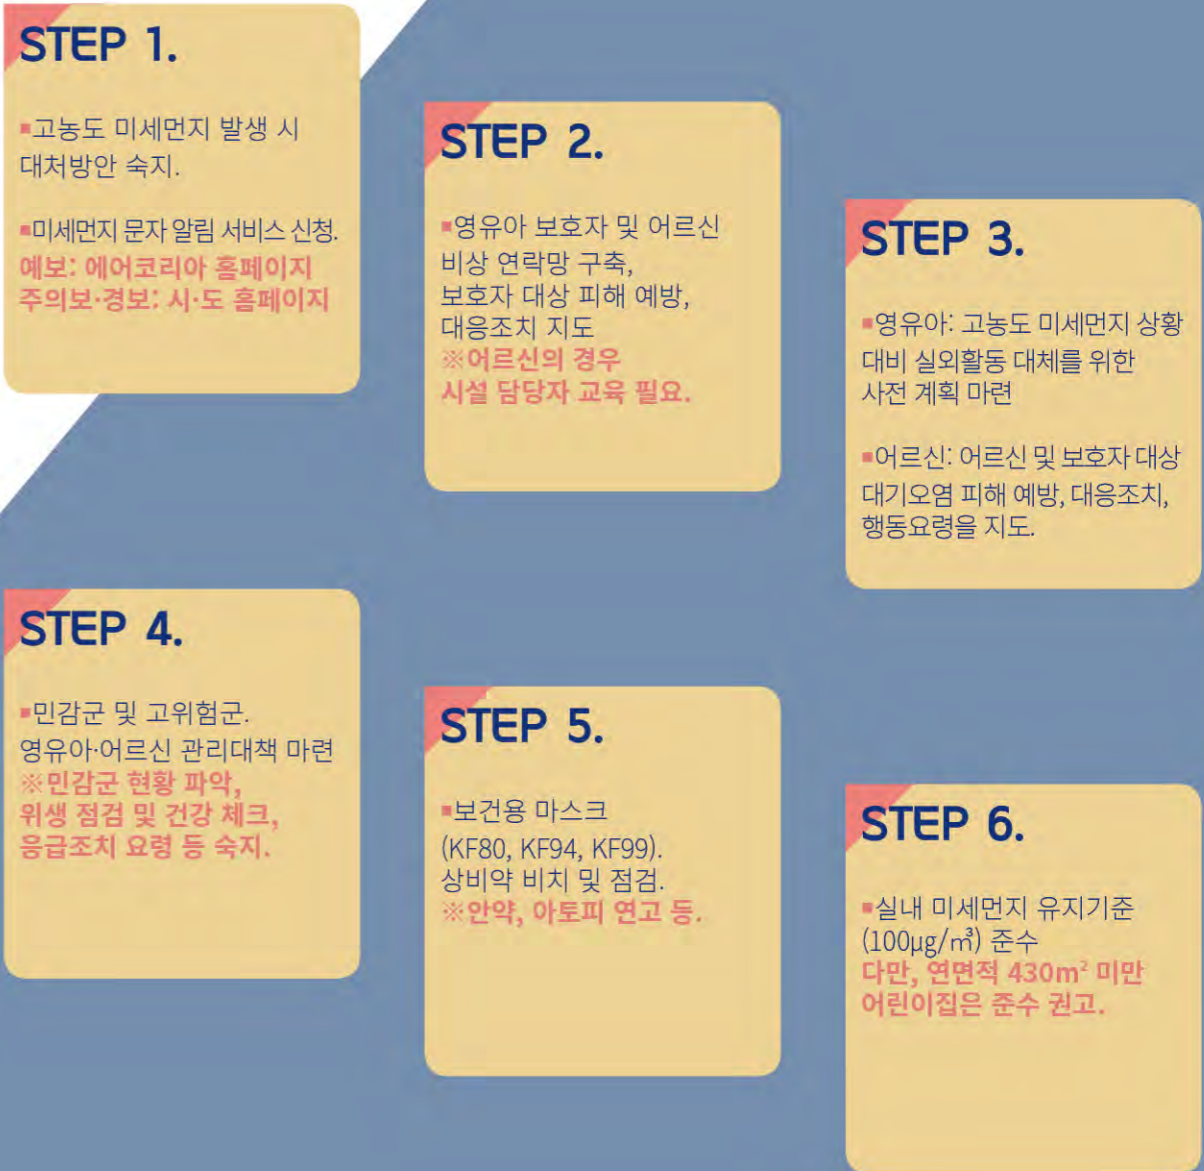 STEP 1.
▪고농도 미세먼지 발생 시
대처방안 숙지.
▪미세먼지 문자 알림 서비스 신청.
예보: 에어코리아 홈페이지
주의보·경보: 시·도 홈페이지
STEP 2.
▪영유아 보호자 및 어르신
비상 연락망 구축,
보호자 대상 피해 예방,
대응조치 지도
※어르신의 경우
시설 담당자 교육 필요.
STEP 3.
▪영유아: 고농도 미세먼지 상황
대비 실외활동 대체를 위한
사전 계획 마련
▪어르신: 어르신 및 보호자 대상
대기오염 피해 예방, 대응조치,
행동요령을 지도.
STEP 4.
▪민감군 및 고위험군.
영유아·어르신 관리대책 마련
※민감군 현황 파악,
위생 점검 및 건강 체크,
응급조치 요령 등 숙지.
STEP 5.
▪보건용 마스크
(KF80, KF94, KF99).
상비약 비치 및 점검.
※안약, 아토피 연고 등.
STEP 6.
▪실내 미세먼지 유지기준
(100μg/㎥) 준수
다만, 연면적 430m² 미만
어린이집은 준수 권고.